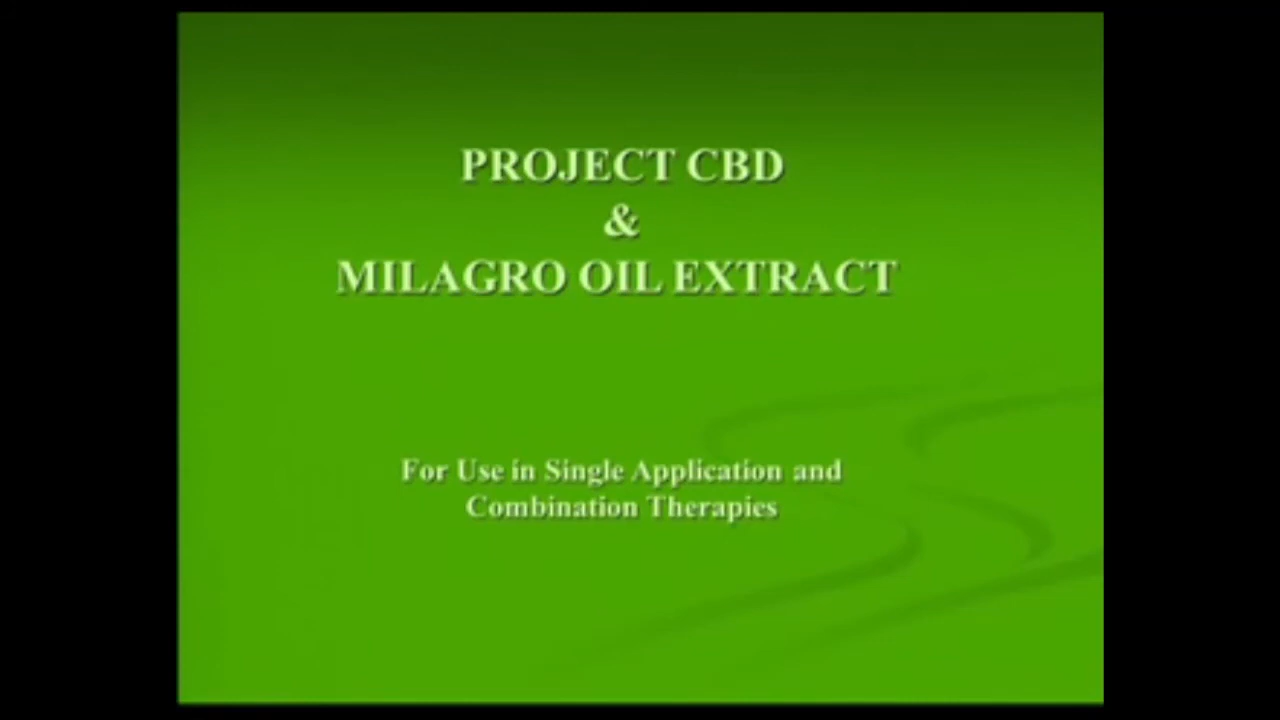 PROJECT CBD
&
MILAGRO OIL EXTRACT
For Use in Single Application and
Combination Therapies